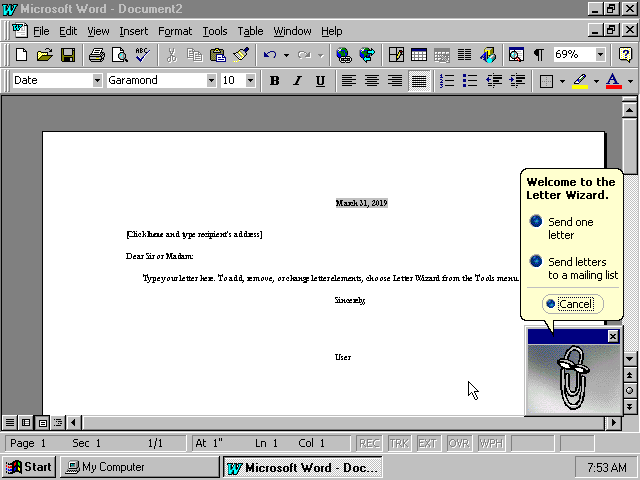 Microsoft Word - Document2
File Edit View Insert Format Tools Table Window Help
69%
Date Garamond 10 B I U
Welcome to the
Letter Wizard.
Send one
letter
Send letters
to a mailing list
Cancel
March 31, 2019
[Click here and type recipient's address]
Dear Sir or Madam:
Type your letter here. To add, remove, or change letter elements, choose Letter Wizard from the Tools menu.
Sincerely,
User
Page 1 Sec 1 1/1 At 1" Ln 1 Col 1 REC TRK EXT OVR WPH
Start My Computer Microsoft Word - Doc... 7:53 AM